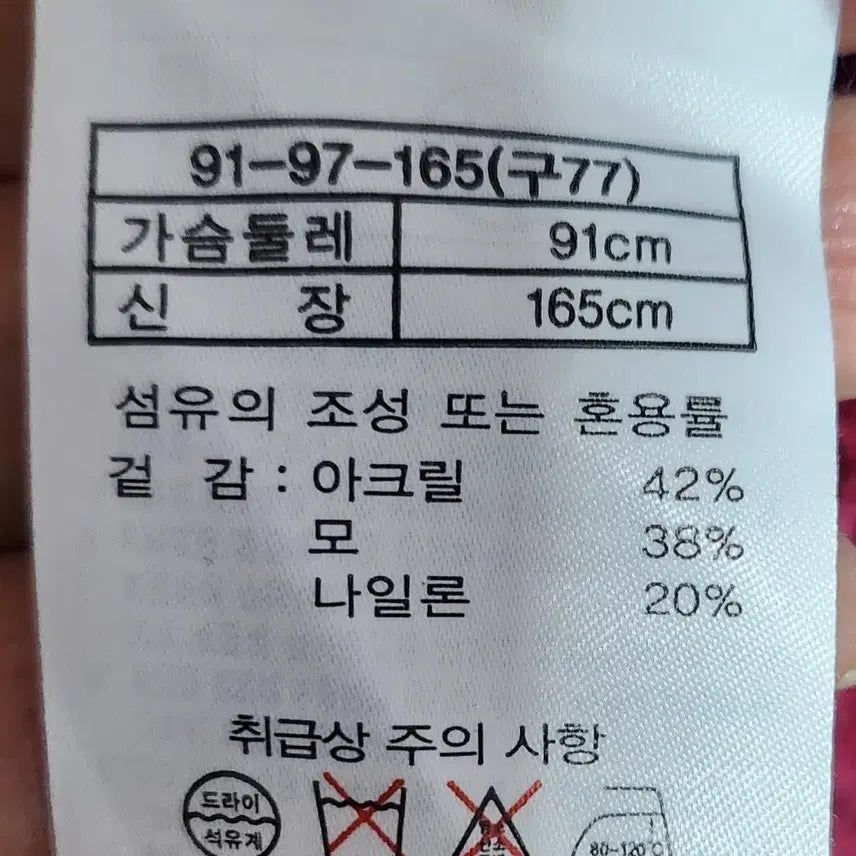 91-97-165(구77)
가슴둘레 91cm
신 장 165cm
섬유의 조성 또는 혼용률
겉 감 : 아크릴 42%
모 38%
나일론 20%
취급상 주의 사항
드라이
석유계
80-120℃